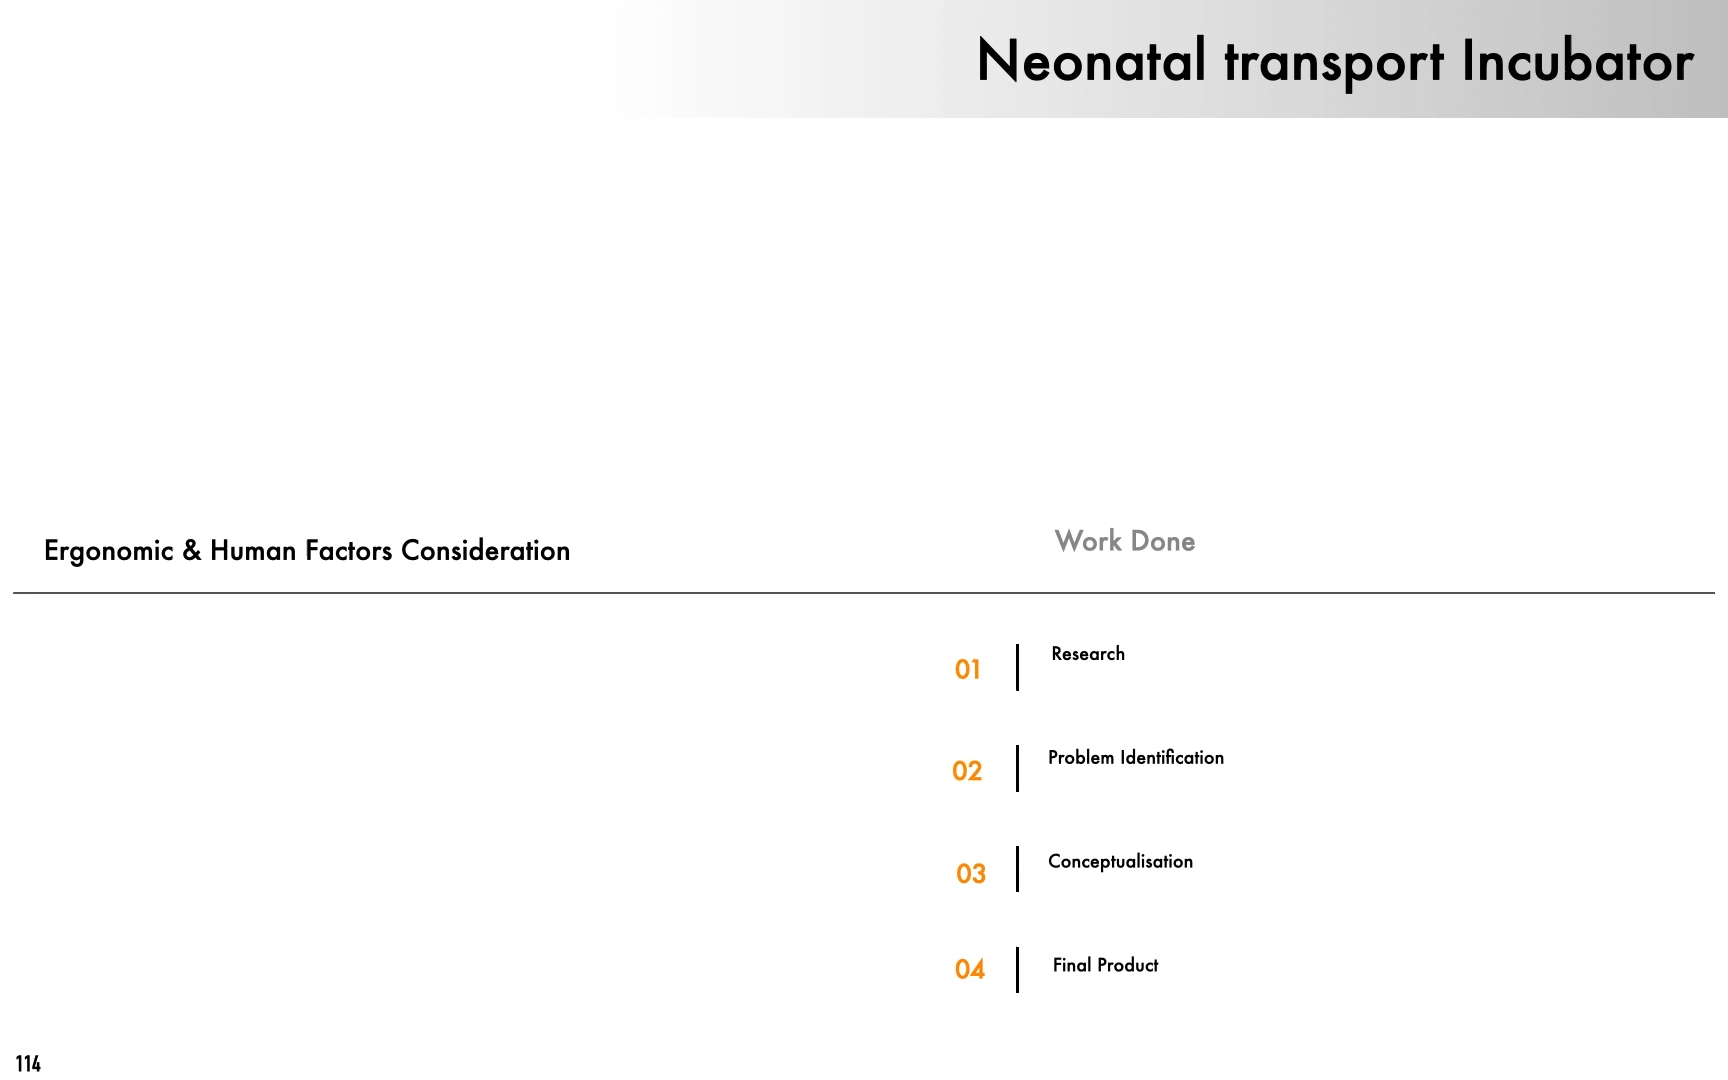 Neonatal transport Incubator
Ergonomic & Human Factors Consideration
Work Done
01
Research
02
Problem Identification
03
Conceptualisation
04
Final Product
114